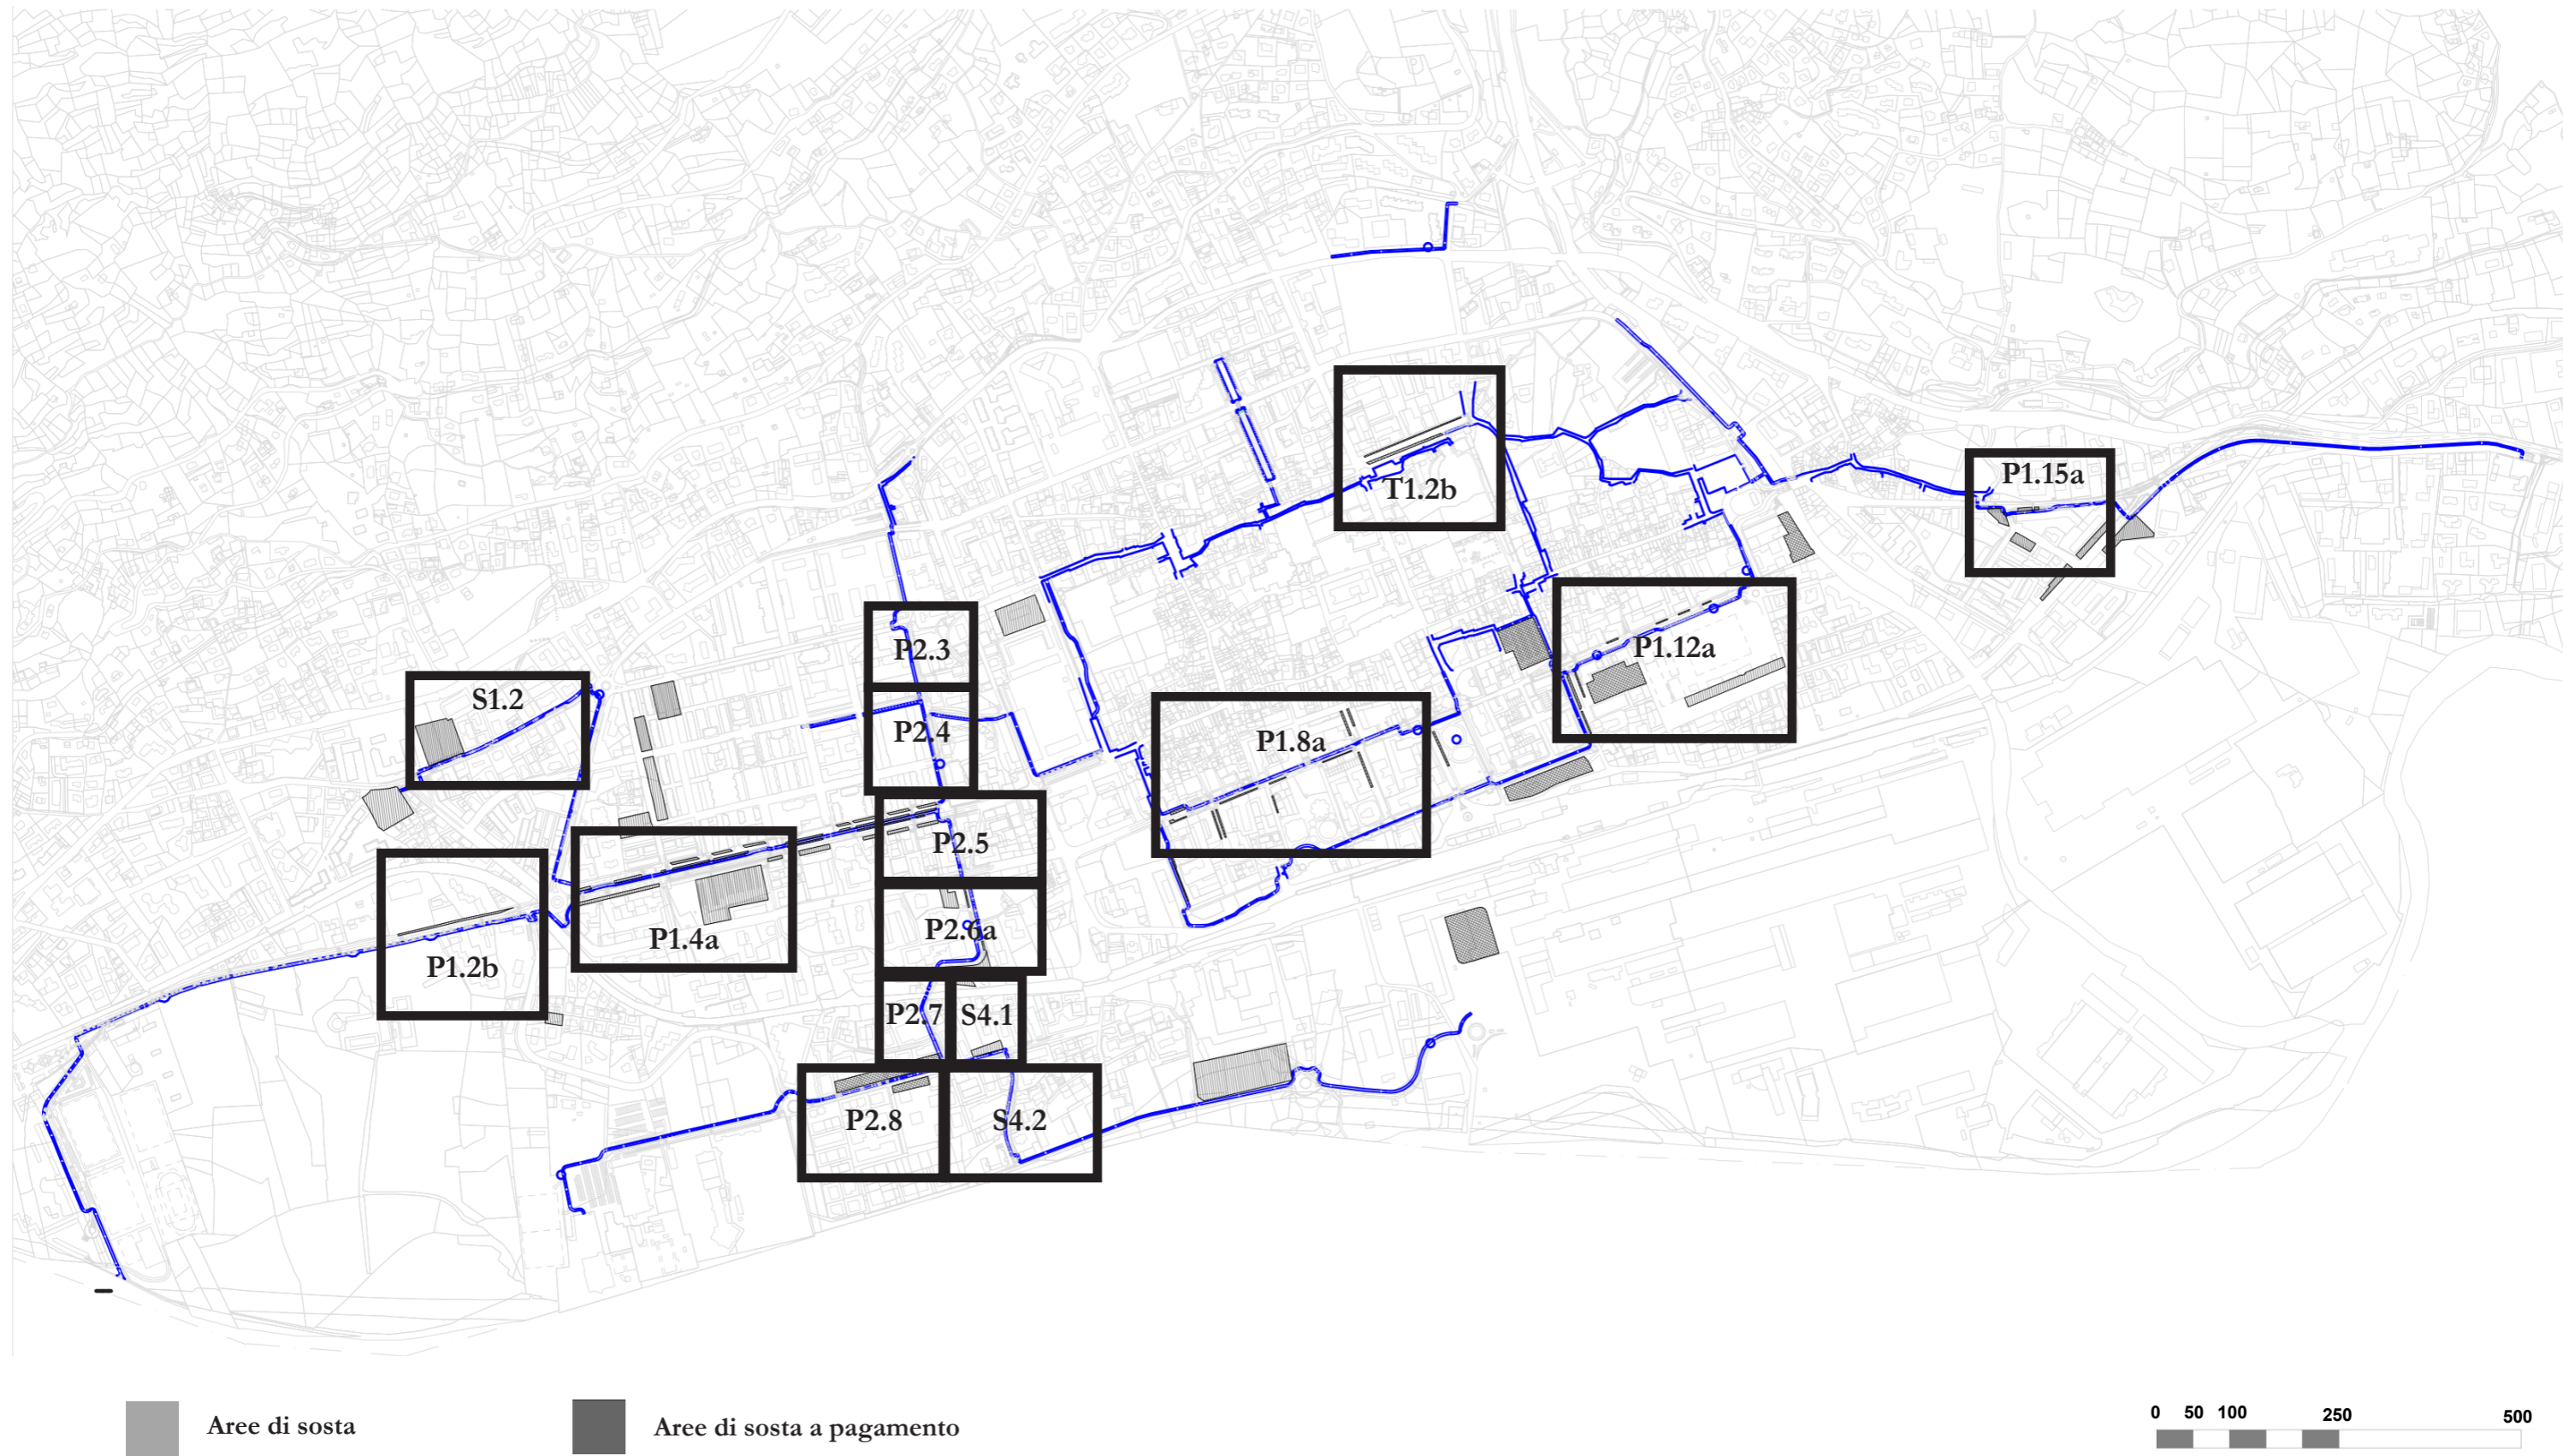 T1.2b
P1.15a
P2.3
P1.12a
S1.2
P2.4
P1.8a
P2.5
P2.6a
P1.4a
P1.2b
P2.7
S4.1
P2.8
S4.2
Aree di sosta
Aree di sosta a pagamento
0 50 100 250 500